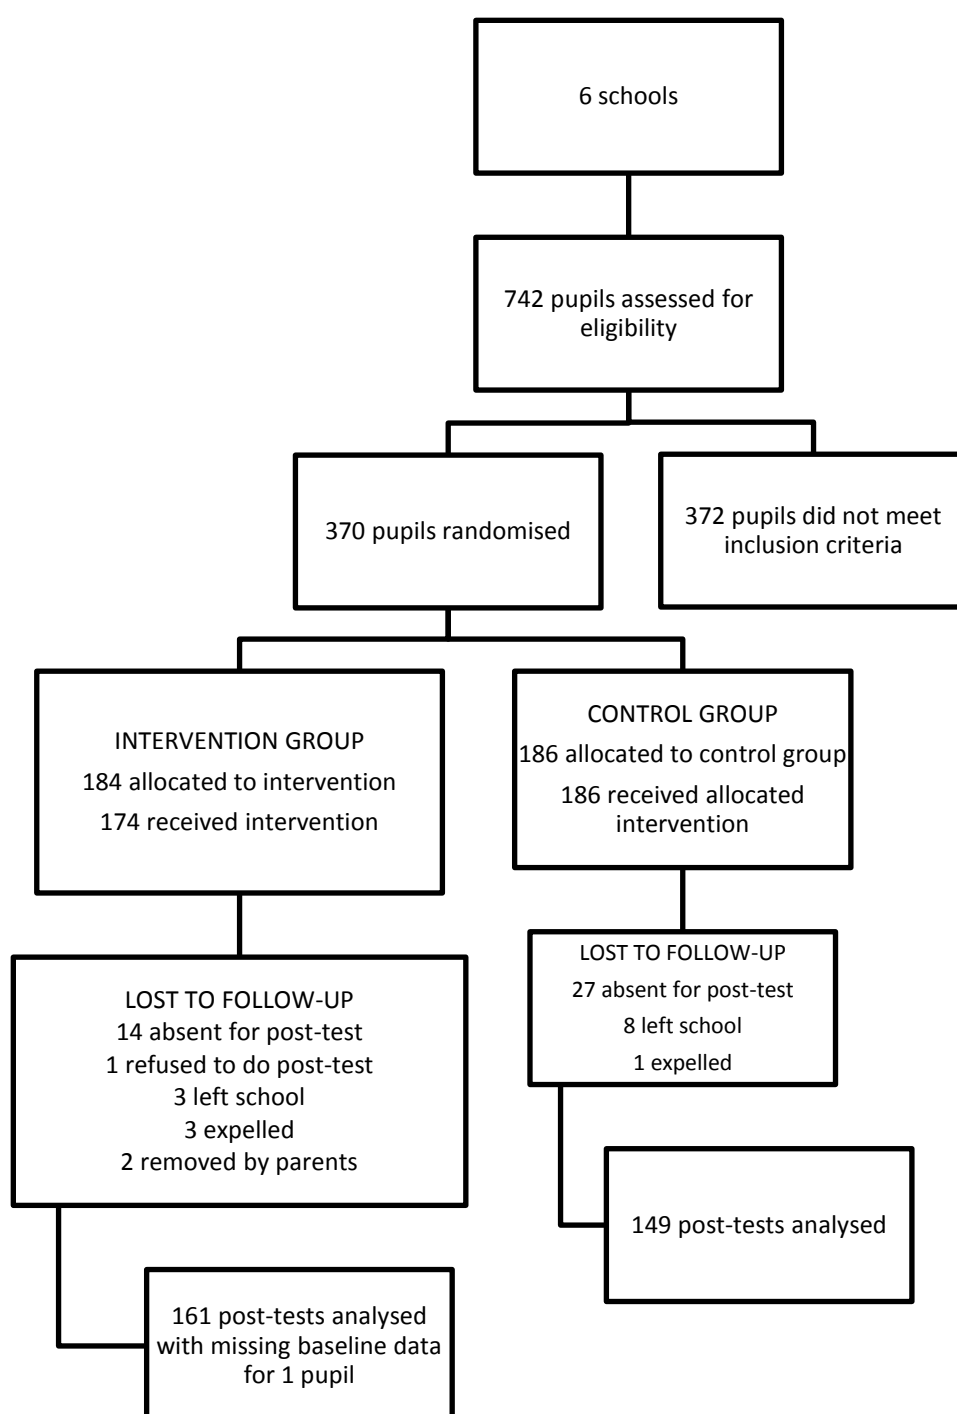 6 schools
742 pupils assessed for
eligibility
370 pupils randomised
372 pupils did not meet
inclusion criteria
INTERVENTION GROUP
184 allocated to intervention
174 received intervention
CONTROL GROUP
186 allocated to control group
186 received allocated
intervention
LOST TO FOLLOW-UP
14 absent for post-test
1 refused to do post-test
3 left school
3 expelled
2 removed by parents
LOST TO FOLLOW-UP
27 absent for post-test
8 left school
1 expelled
149 post-tests analysed
161 post-tests analysed
with missing baseline data
for 1 pupil